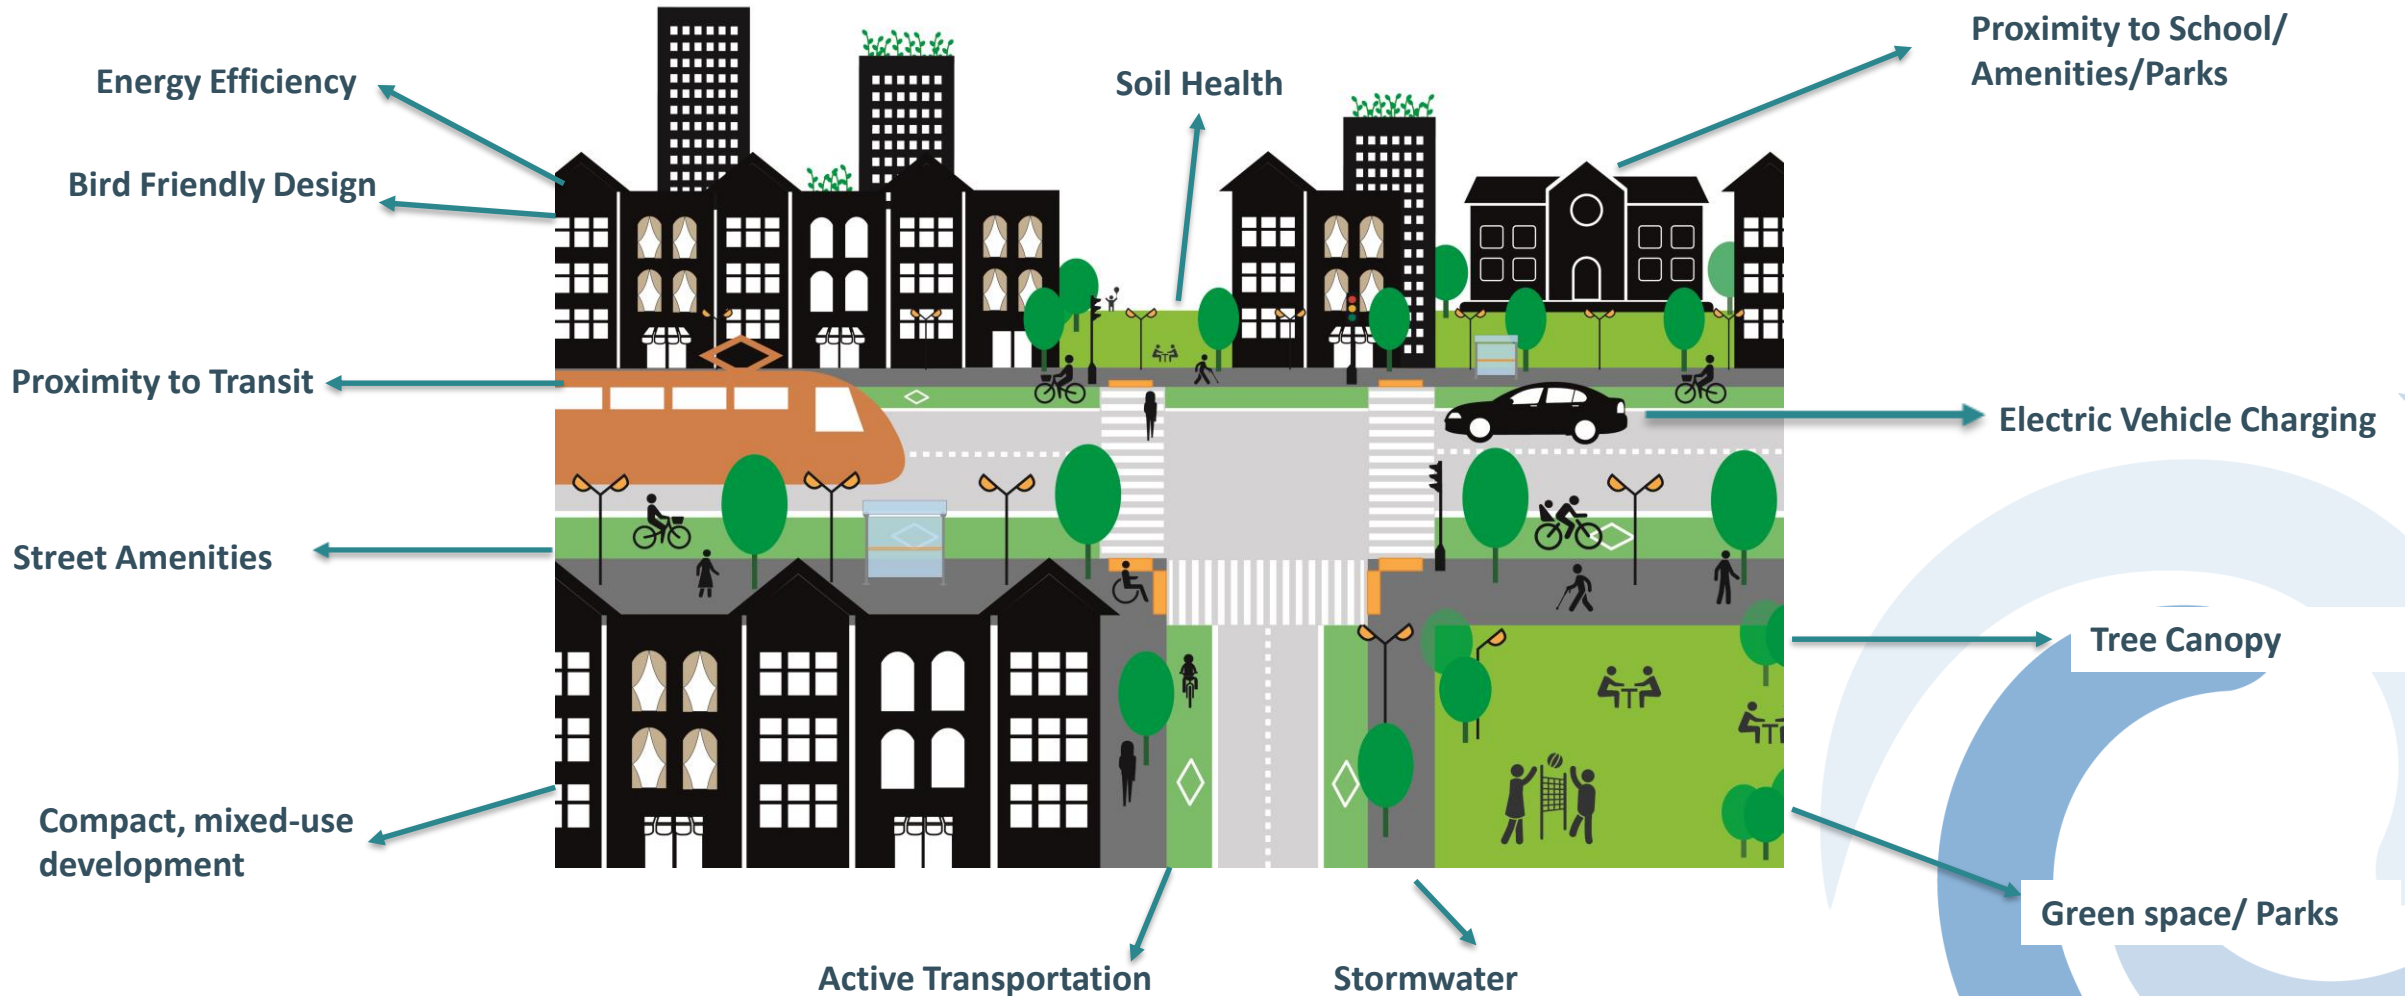 Energy Efficiency
Bird Friendly Design
Proximity to Transit
Street Amenities
Compact, mixed-use
development
Soil Health
Active Transportation
Stormwater
Proximity to School/
Amenities/Parks
Electric Vehicle Charging
Tree Canopy
Green space/ Parks